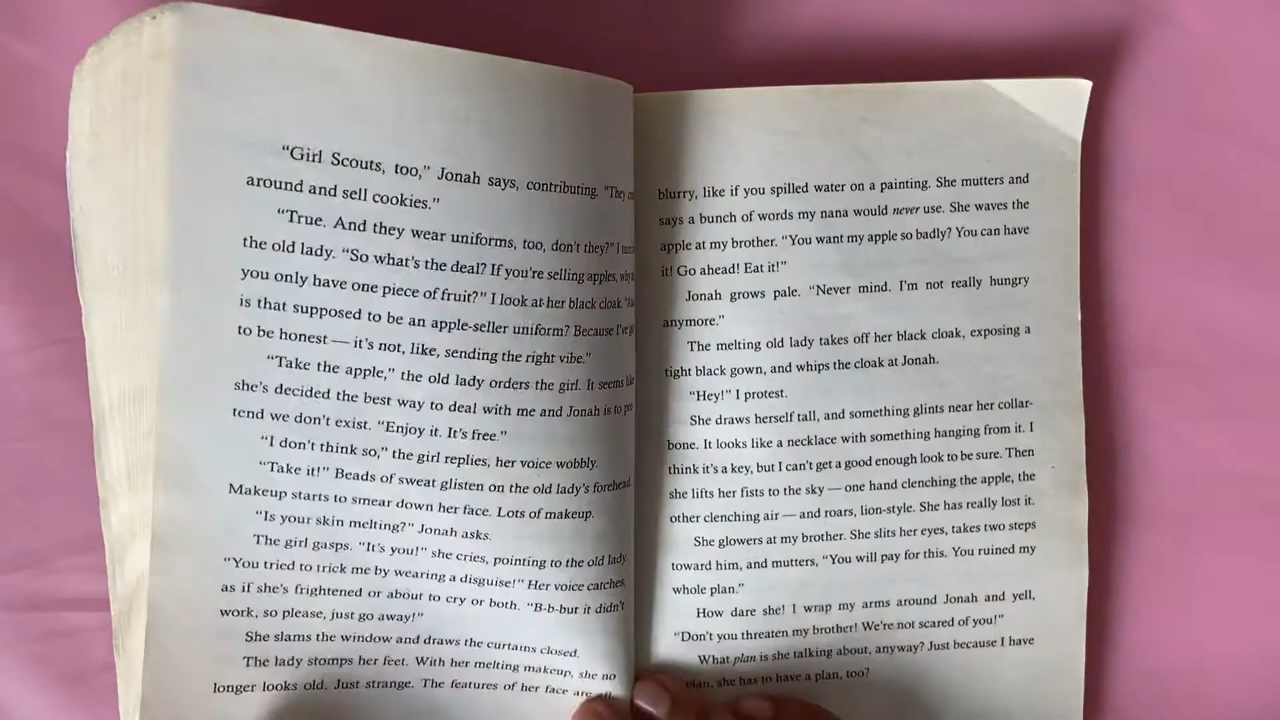 “Girl Scouts, too,” Jonah says, contributing. “They
around and sell cookies.”
“True. And they wear uniforms, too, don’t they?” I turn
the old lady. “So what’s the deal? If you’re selling apples, why
you only have one piece of fruit?” I look at her black cloak.
is that supposed to be an apple-seller uniform? Because I’ve
to be honest — it’s not, like, sending the right vibe.”
“Take the apple,” the old lady orders the girl. It seems
she’s decided the best way to deal with me and Jonah is to pre-
tend we don’t exist. “Enjoy it. It’s free.”
“I don’t think so,” the girl replies, her voice wobbly.
“Take it!” Beads of sweat glisten on the old lady’s forehead.
Makeup starts to smear down her face. Lots of makeup.
“Is your skin melting?” Jonah asks.
The girl gasps. “It’s you!” she cries, pointing to the old lady.
“You tried to trick me by wearing a disguise!” Her voice catches,
as if she’s frightened or about to cry or both. “B-b-but it didn’t
work, so please, just go away!”
She slams the window and draws the curtains closed.
The lady stomps her feet. With her melting makeup, she no
longer looks old. Just strange. The features of her face are all
blurry, like if you spilled water on a painting. She mutters and
says a bunch of words my nana would never use. She waves the
apple at my brother. “You want my apple so badly? You can have
it! Go ahead! Eat it!”
Jonah grows pale. “Never mind. I’m not really hungry
anymore.”
The melting old lady takes off her black cloak, exposing a
tight black gown, and whips the cloak at Jonah.
“Hey!” I protest.
She draws herself tall, and something glints near her collar-
bone. It looks like a necklace with something hanging from it. I
think it’s a key, but I can’t get a good enough look to be sure. Then
she lifts her fists to the sky — one hand clenching the apple, the
other clenching air — and roars, lion-style. She has really lost it.
She glowers at my brother. She slits her eyes, takes two steps
toward him, and mutters, “You will pay for this. You ruined my
whole plan.”
How dare she! I wrap my arms around Jonah and yell,
“Don’t you threaten my brother! We’re not scared of you!”
What plan is she talking about, anyway? Just because I have
plan, she has to have a plan, too?